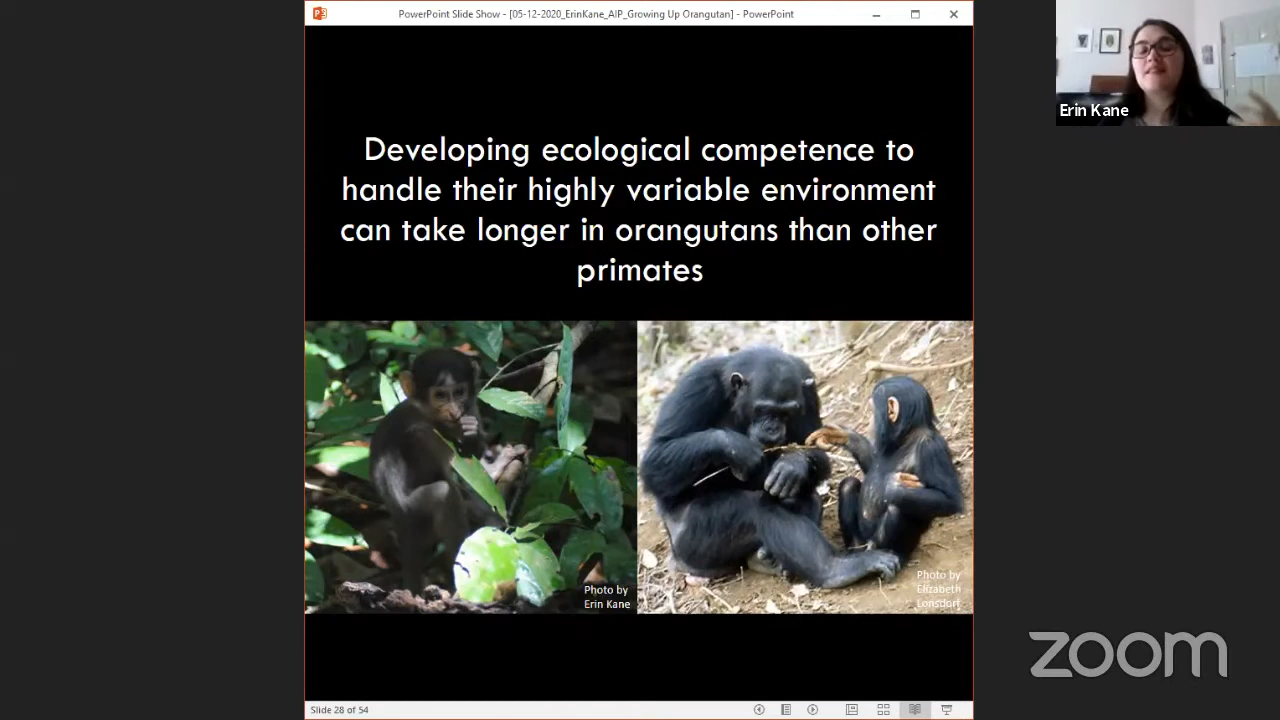 PowerPoint Slide Show - [05-12-2020_ErinKane_AIP_Growing Up Orangutan] - PowerPoint
Erin Kane
Developing ecological competence to
handle their highly variable environment
can take longer in orangutans than other
primates
Photo by
Erin Kane
Photo by
Elizabeth
Lonsdorf
zoom
Slide 28 of 54